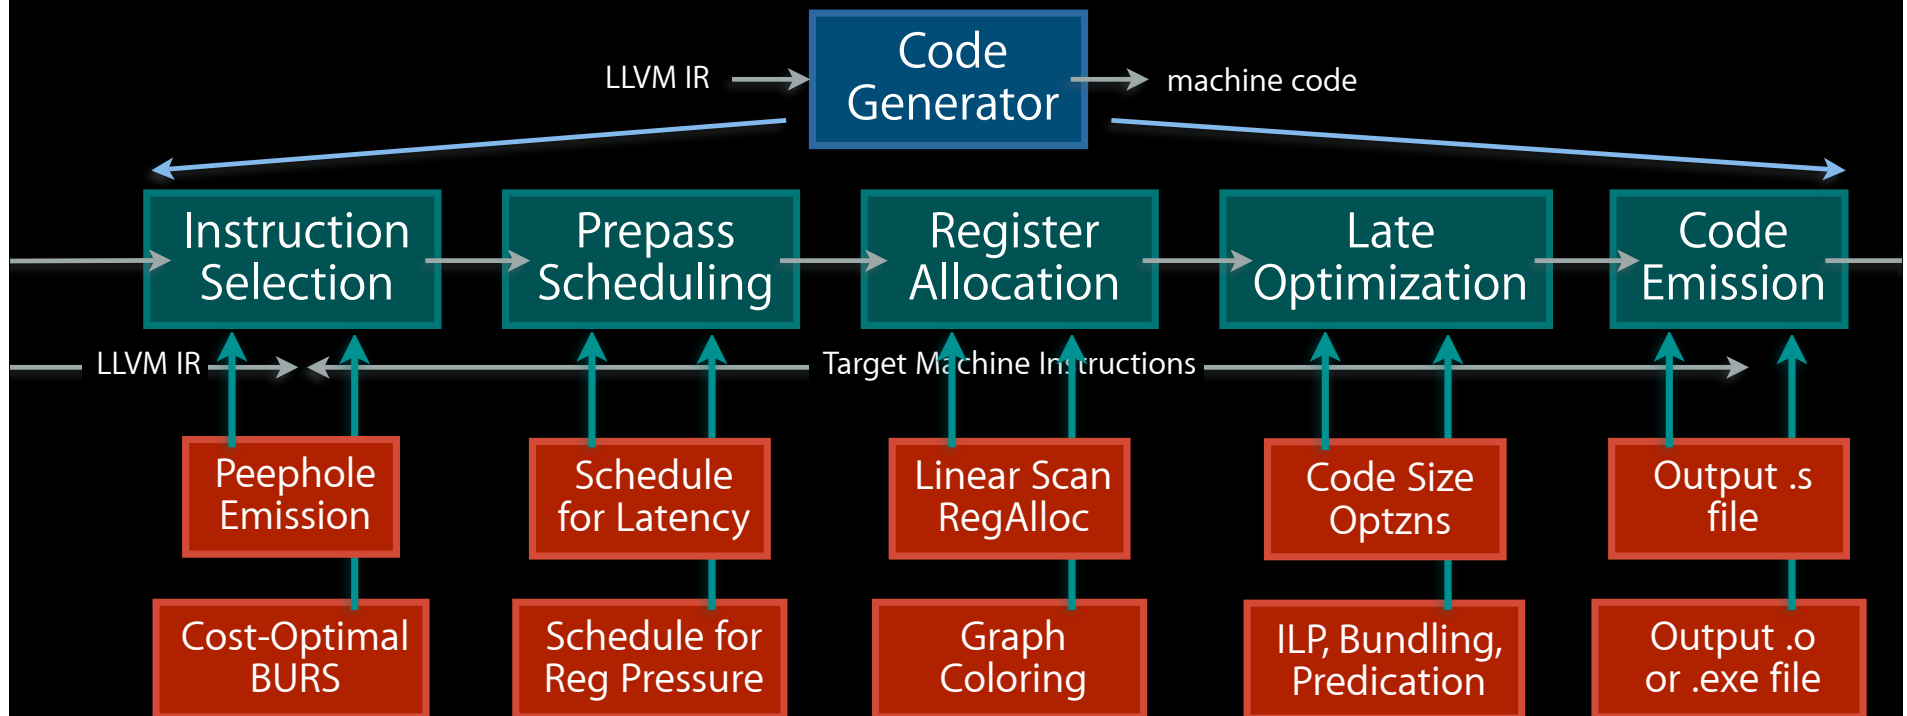 Code
Generator
LLVM IR
machine code
Instruction
Selection
Prepass
Scheduling
Register
Allocation
Late
Optimization
Code
Emission
LLVM IR
Target Machine Instructions
Peephole
Emission
Schedule
for Latency
Linear Scan
RegAlloc
Code Size
Optzns
Output .s
file
Cost-Optimal
BURS
Schedule for
Reg Pressure
Graph
Coloring
ILP, Bundling,
Predication
Output .o
or .exe file